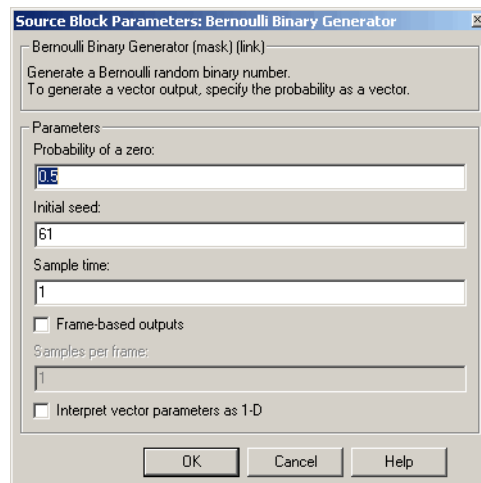 Source Block Parameters: Bernoulli Binary Generator
Bernoulli Binary Generator (mask) (link)
Generate a Bernoulli random binary number.
To generate a vector output, specify the probability as a vector.
Parameters
Probability of a zero:
0.5
Initial seed:
61
Sample time:
1
Frame-based outputs
Samples per frame:
1
Interpret vector parameters as 1-D
OK Cancel Help